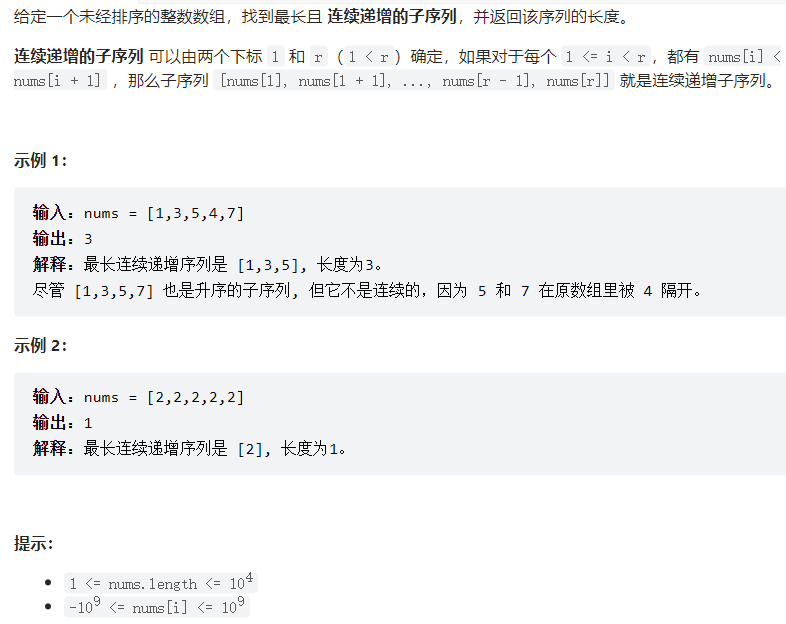 给定一个未经排序的整数数组，找到最长且 连续递增的子序列，并返回该序列的长度。
连续递增的子序列 可以由两个下标 l 和 r（l < r）确定，如果对于每个 l <= i < r，都有 nums[i] <
nums[i + 1] ，那么子序列 [nums[l], nums[l + 1], ..., nums[r - 1], nums[r]] 就是连续递增子序列。
示例 1：
输入：nums = [1,3,5,4,7]
输出：3
解释：最长连续递增序列是 [1,3,5], 长度为3。
尽管 [1,3,5,7] 也是升序的子序列, 但它不是连续的，因为 5 和 7 在原数组里被 4 隔开。
示例 2：
输入：nums = [2,2,2,2,2]
输出：1
解释：最长连续递增序列是 [2], 长度为1。
提示：
• 1 <= nums.length <= 10⁴
• -10⁹ <= nums[i] <= 10⁹